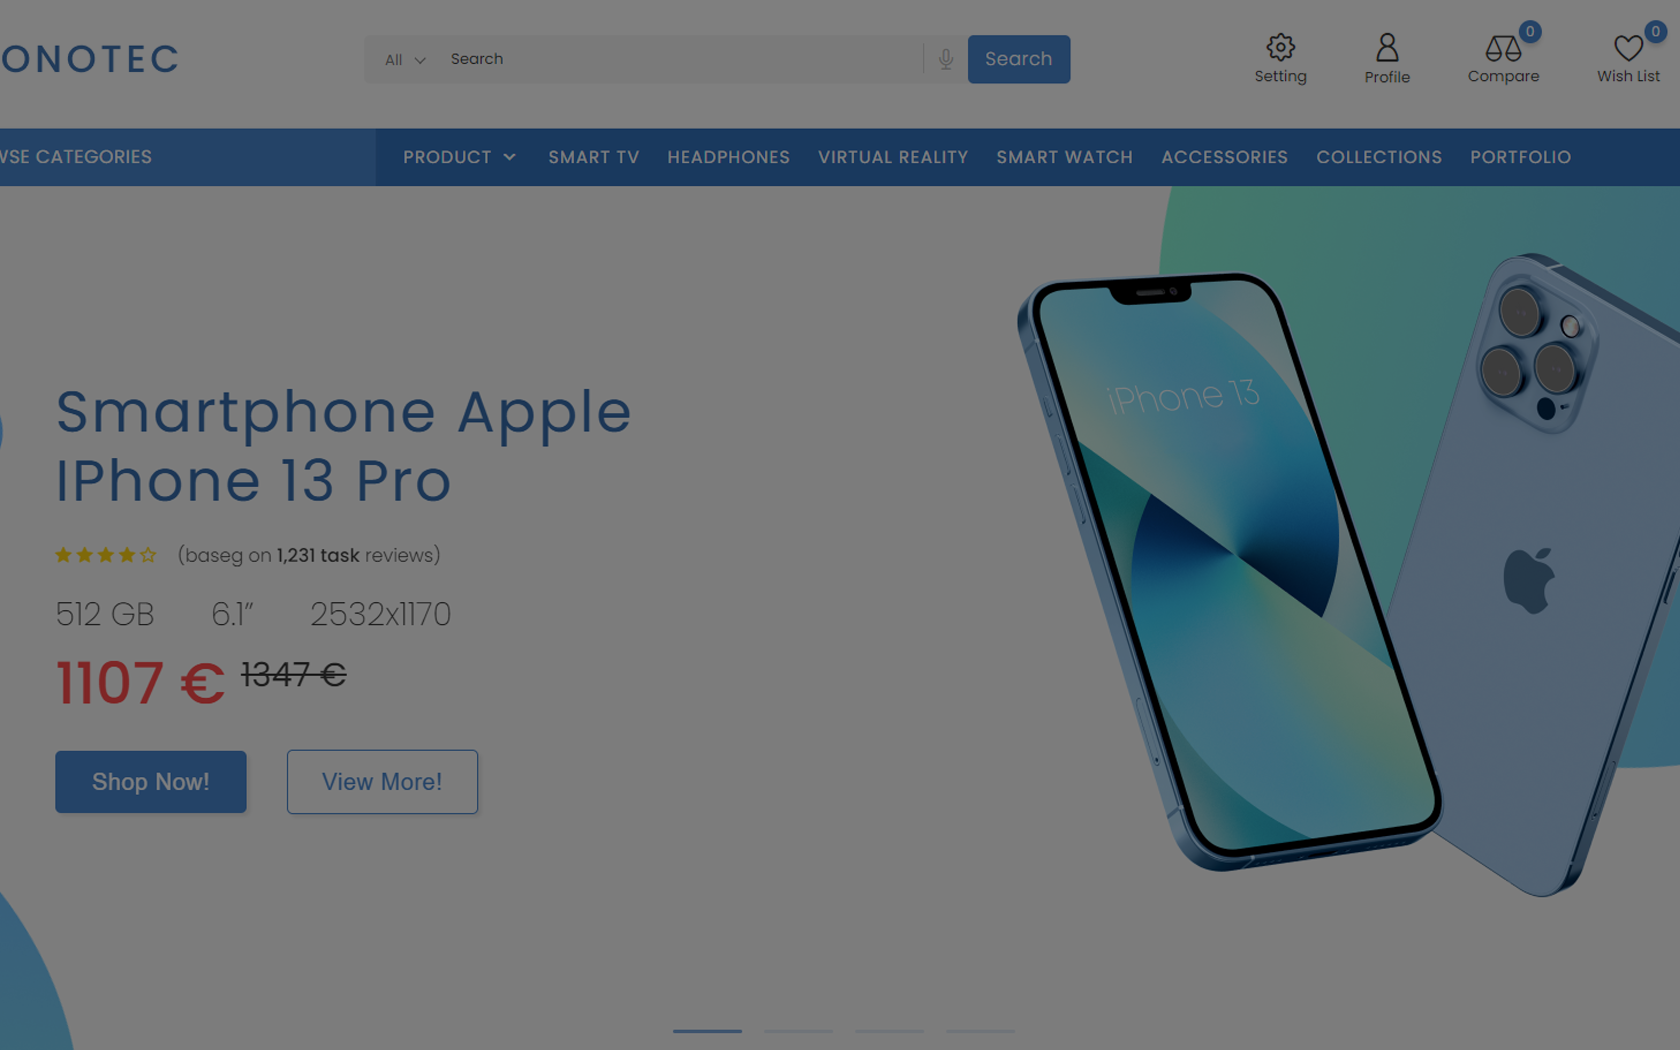 ONOTEC
All
Search
Search
Setting
Profile
0
Compare
0
Wish List
WSE CATEGORIES
PRODUCT
SMART TV
HEADPHONES
VIRTUAL REALITY
SMART WATCH
ACCESSORIES
COLLECTIONS
PORTFOLIO
iPhone 13
Smartphone Apple
IPhone 13 Pro
(baseg on 1,231 task reviews)
512 GB 6.1” 2532x1170
1107 € 1347 €
Shop Now!
View More!